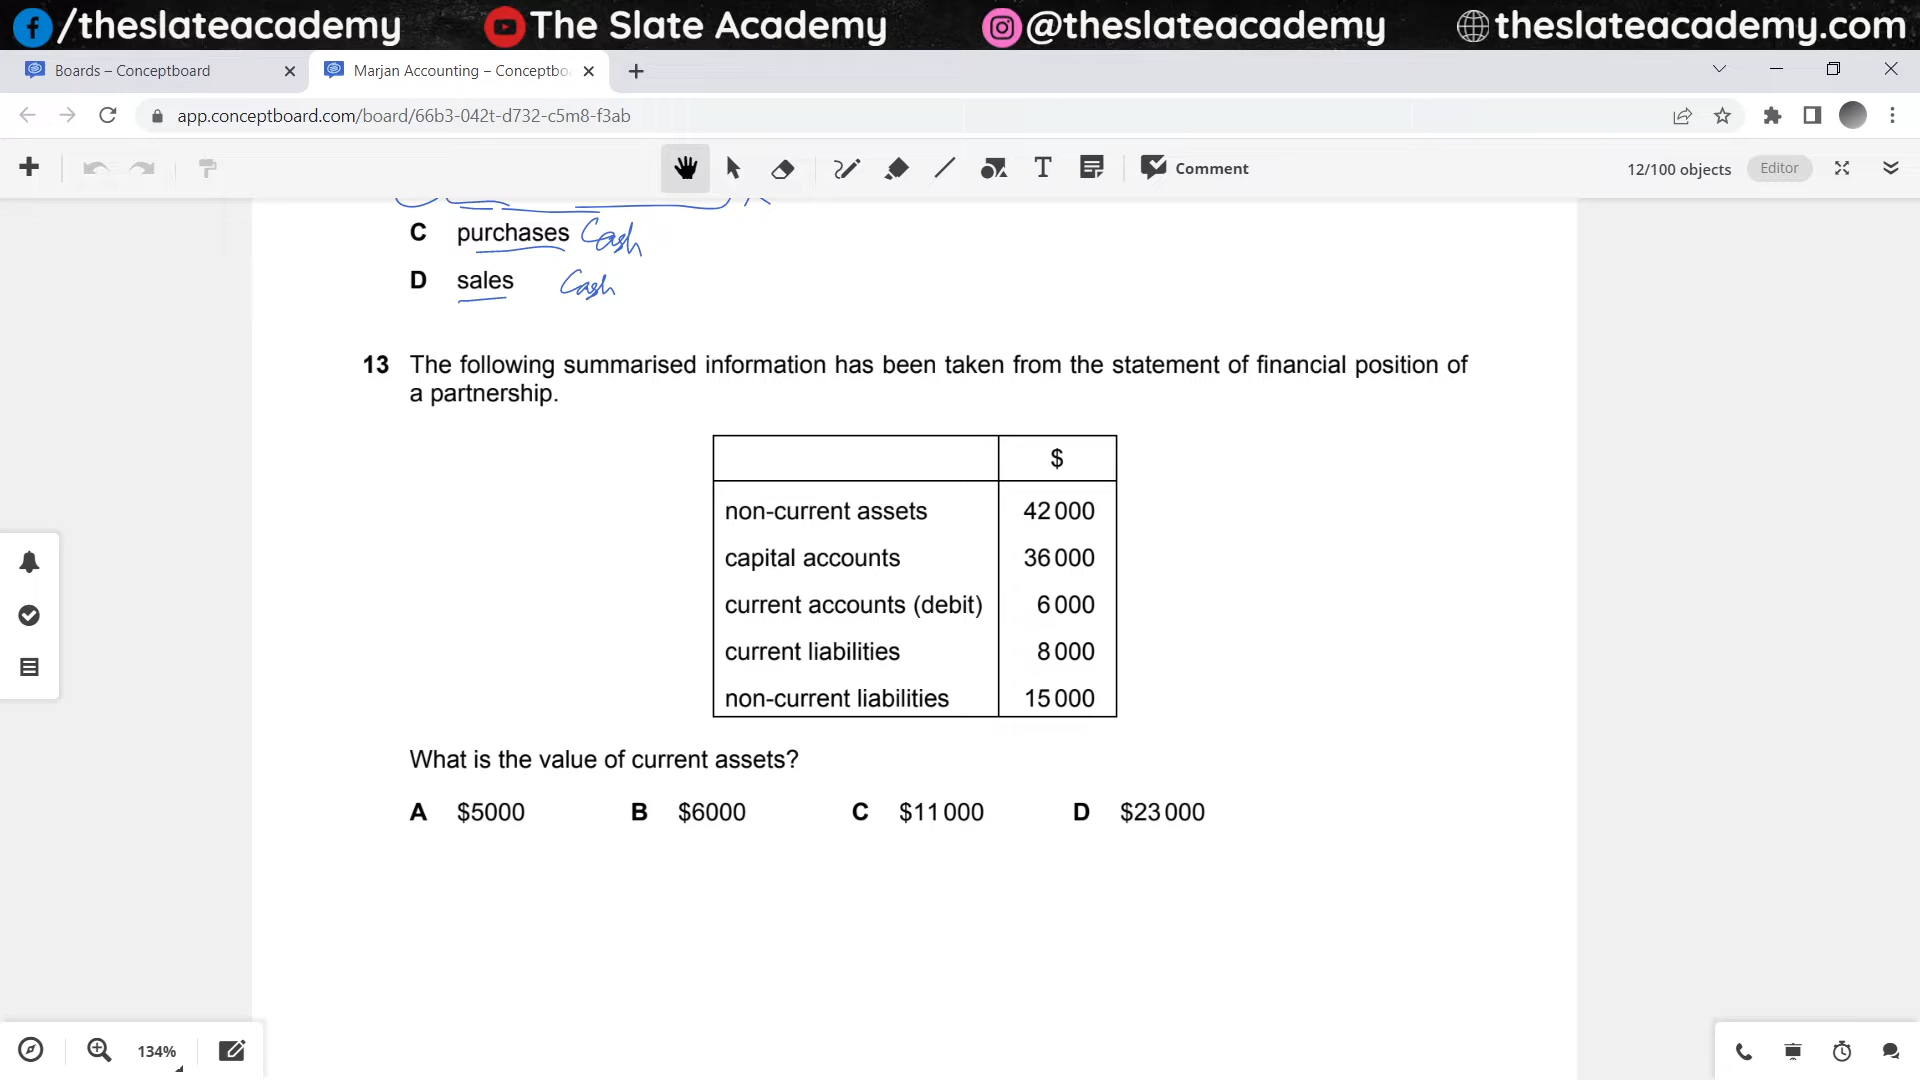 /theslateacademy The Slate Academy @theslateacademy theslateacademy.com
Boards – Conceptboard Marjan Accounting – Conceptbo
app.conceptboard.com/board/66b3-042t-d732-c5m8-f3ab
T Comment 12/100 objects Editor
C purchases Cash
D sales Cash
13 The following summarised information has been taken from the statement of financial position of
a partnership.
$
non-current assets 42 000
capital accounts 36 000
current accounts (debit) 6 000
current liabilities 8 000
non-current liabilities 15 000
What is the value of current assets?
A $5000 B $6000 C $11 000 D $23 000
134%